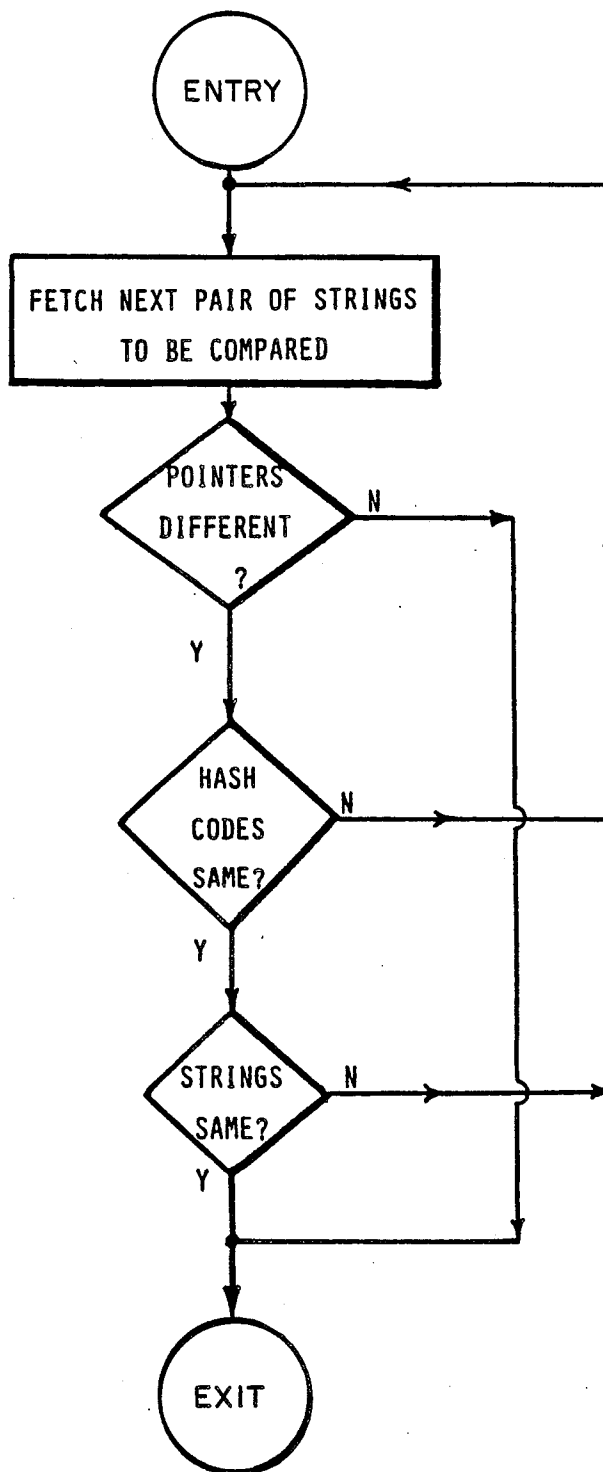 ENTRY
FETCH NEXT PAIR OF STRINGS
TO BE COMPARED
POINTERS
DIFFERENT
?
N
Y
HASH
CODES
SAME?
N
Y
STRINGS
SAME?
N
Y
EXIT